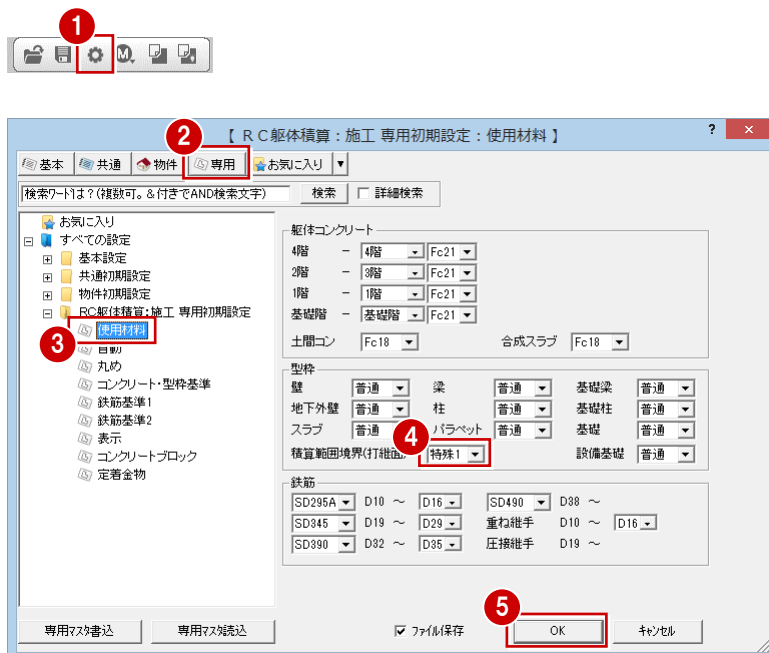 1
M
2
【 ＲＣ躯体積算：施工 専用初期設定：使用材料 】 ? ×
基本 共通 物件 専用 お気に入り ▼
検索ワードは？(複数可。＆付きでAND検索文字) 検索 詳細検索
お気に入り
すべての設定
基本設定
共通初期設定
物件初期設定
RC躯体積算：施工 専用初期設定
3 使用材料
自動
丸め
コンクリート・型枠基準
鉄筋基準1
鉄筋基準2
表示
コンクリートブロック
定着金物
躯体コンクリート
4階 － 4階 Fc21
2階 － 3階 Fc21
1階 － 1階 Fc21
基礎階 － 基礎階 Fc21
土間コン Fc18 合成スラブ Fc18
型枠
壁 普通 梁 普通 基礎梁 普通
地下外壁 普通 柱 普通 基礎柱 普通
スラブ 普通 パラペット 普通 基礎 普通
4
積算範囲境界(打継面) 特殊1 設備基礎 普通
鉄筋
SD295A D10 ～ D16 SD490 D38 ～
SD345 D19 ～ D29 重ね継手 D10 ～ D16
SD390 D32 ～ D35 圧接継手 D19 ～
5
専用マスタ書込 専用マスタ読込 ファイル保存 OK キャンセル